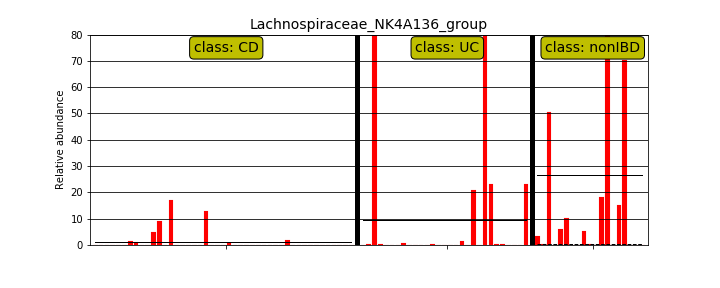 Lachnospiraceae_NK4A136_group
class: CD
class: UC
class: nonIBD
Relative abundance
80
70
60
50
40
30
20
10
0